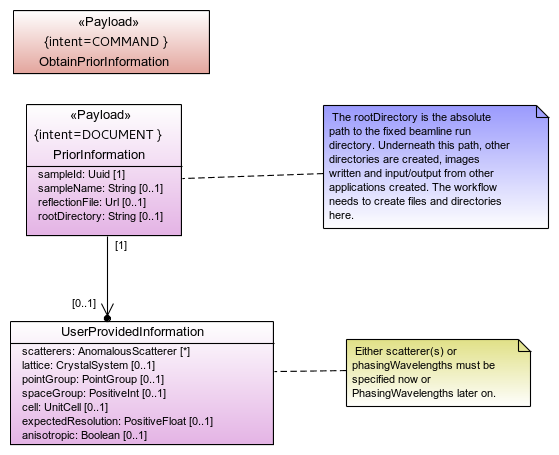 «Payload»
{intent=COMMAND }
ObtainPriorInformation
«Payload»
{intent=DOCUMENT }
PriorInformation
sampleId: Uuid [1]
sampleName: String [0..1]
reflectionFile: Url [0..1]
rootDirectory: String [0..1]
The rootDirectory is the absolute
path to the fixed beamline run
directory. Underneath this path, other
directories are created, images
written and input/output from other
applications created. The workflow
needs to create files and directories
here.
[1]
[0..1]
UserProvidedInformation
scatterers: AnomalousScatterer [*]
lattice: CrystalSystem [0..1]
pointGroup: PointGroup [0..1]
spaceGroup: PositiveInt [0..1]
cell: UnitCell [0..1]
expectedResolution: PositiveFloat [0..1]
anisotropic: Boolean [0..1]
Either scatterer(s) or
phasingWavelengths must be
specified now or
PhasingWavelengths later on.